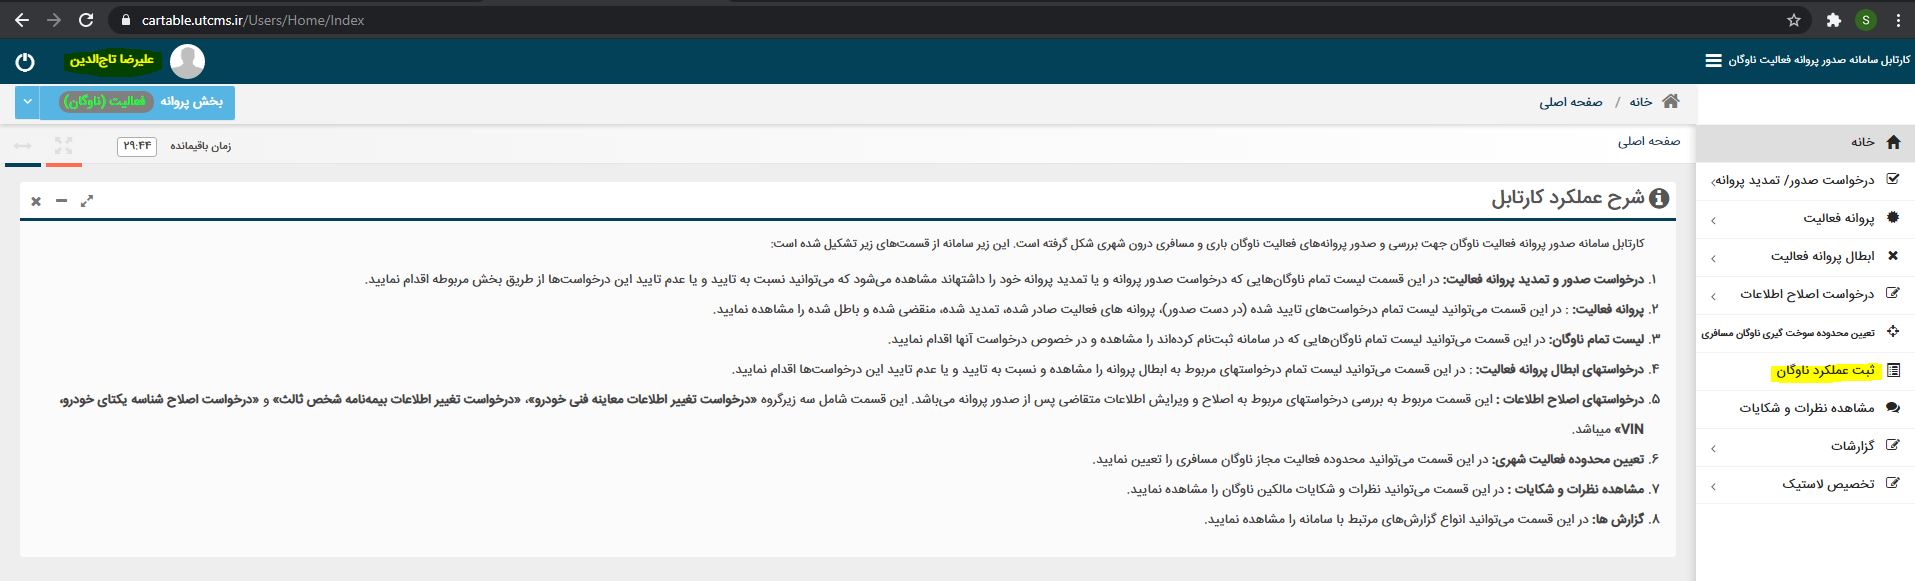 cartable.utcms.ir/Users/Home/Index
S
کارتابل سامانه صدور پروانه فعالیت ناوگان
علیرضا تاج‌الدین
خانه / صفحه اصلی
بخش پروانه فعالیت (ناوگان)
صفحه اصلی
زمان باقیمانده ۲۹:۴۴
خانه
درخواست صدور/ تمدید پروانه
پروانه فعالیت
ابطال پروانه فعالیت
درخواست اصلاح اطلاعات
تعیین محدوده سوخت گیری ناوگان مسافری
ثبت عملکرد ناوگان
مشاهده نظرات و شکایات
گزارشات
تخصیص لاستیک
شرح عملکرد کارتابل
کارتابل سامانه صدور پروانه فعالیت ناوگان جهت بررسی و صدور پروانه‌های فعالیت ناوگان باری و مسافری درون شهری شکل گرفته است. این زیر سامانه از قسمت‌های زیر تشکیل شده است:
۱. درخواست صدور و تمدید پروانه فعالیت: در این قسمت لیست تمام ناوگان‌هایی که درخواست صدور پروانه و یا تمدید پروانه خود را داشتهاند مشاهده می‌شود که می‌توانید نسبت به تایید و یا عدم تایید این درخواست‌ها از طریق بخش مربوطه اقدام نمایید.
۲. پروانه فعالیت: : در این قسمت می‌توانید لیست تمام درخواست‌های تایید شده (در دست صدور)، پروانه های فعالیت صادر شده، تمدید شده، منقضی شده و باطل شده را مشاهده نمایید.
۳. لیست تمام ناوگان: در این قسمت می‌توانید لیست تمام ناوگان‌هایی که در سامانه ثبت‌نام کرده‌اند را مشاهده و در خصوص درخواست آنها اقدام نمایید.
۴. درخواستهای ابطال پروانه فعالیت: : در این قسمت می‌توانید لیست تمام درخواستهای مربوط به ابطال پروانه را مشاهده و نسبت به تایید و یا عدم تایید این درخواست‌ها اقدام نمایید.
۵. درخواستهای اصلاح اطلاعات : این قسمت مربوط به بررسی درخواستهای مربوط به اصلاح و ویرایش اطلاعات متقاضی پس از صدور پروانه می‌باشد. این قسمت شامل سه زیرگروه «درخواست تغییر اطلاعات معاینه فنی خودرو»، «درخواست تغییر اطلاعات بیمه‌نامه شخص ثالث» و «درخواست اصلاح شناسه یکتای خودرو،
VIN» میباشد.
۶. تعیین محدوده فعالیت شهری: در این قسمت می‌توانید محدوده فعالیت مجاز ناوگان مسافری را تعیین نمایید.
۷. مشاهده نظرات و شکایات : در این قسمت می‌توانید نظرات و شکایات مالکین ناوگان را مشاهده نمایید.
۸. گزارش ها: در این قسمت می‌توانید انواع گزارش‌های مرتبط با سامانه را مشاهده نمایید.